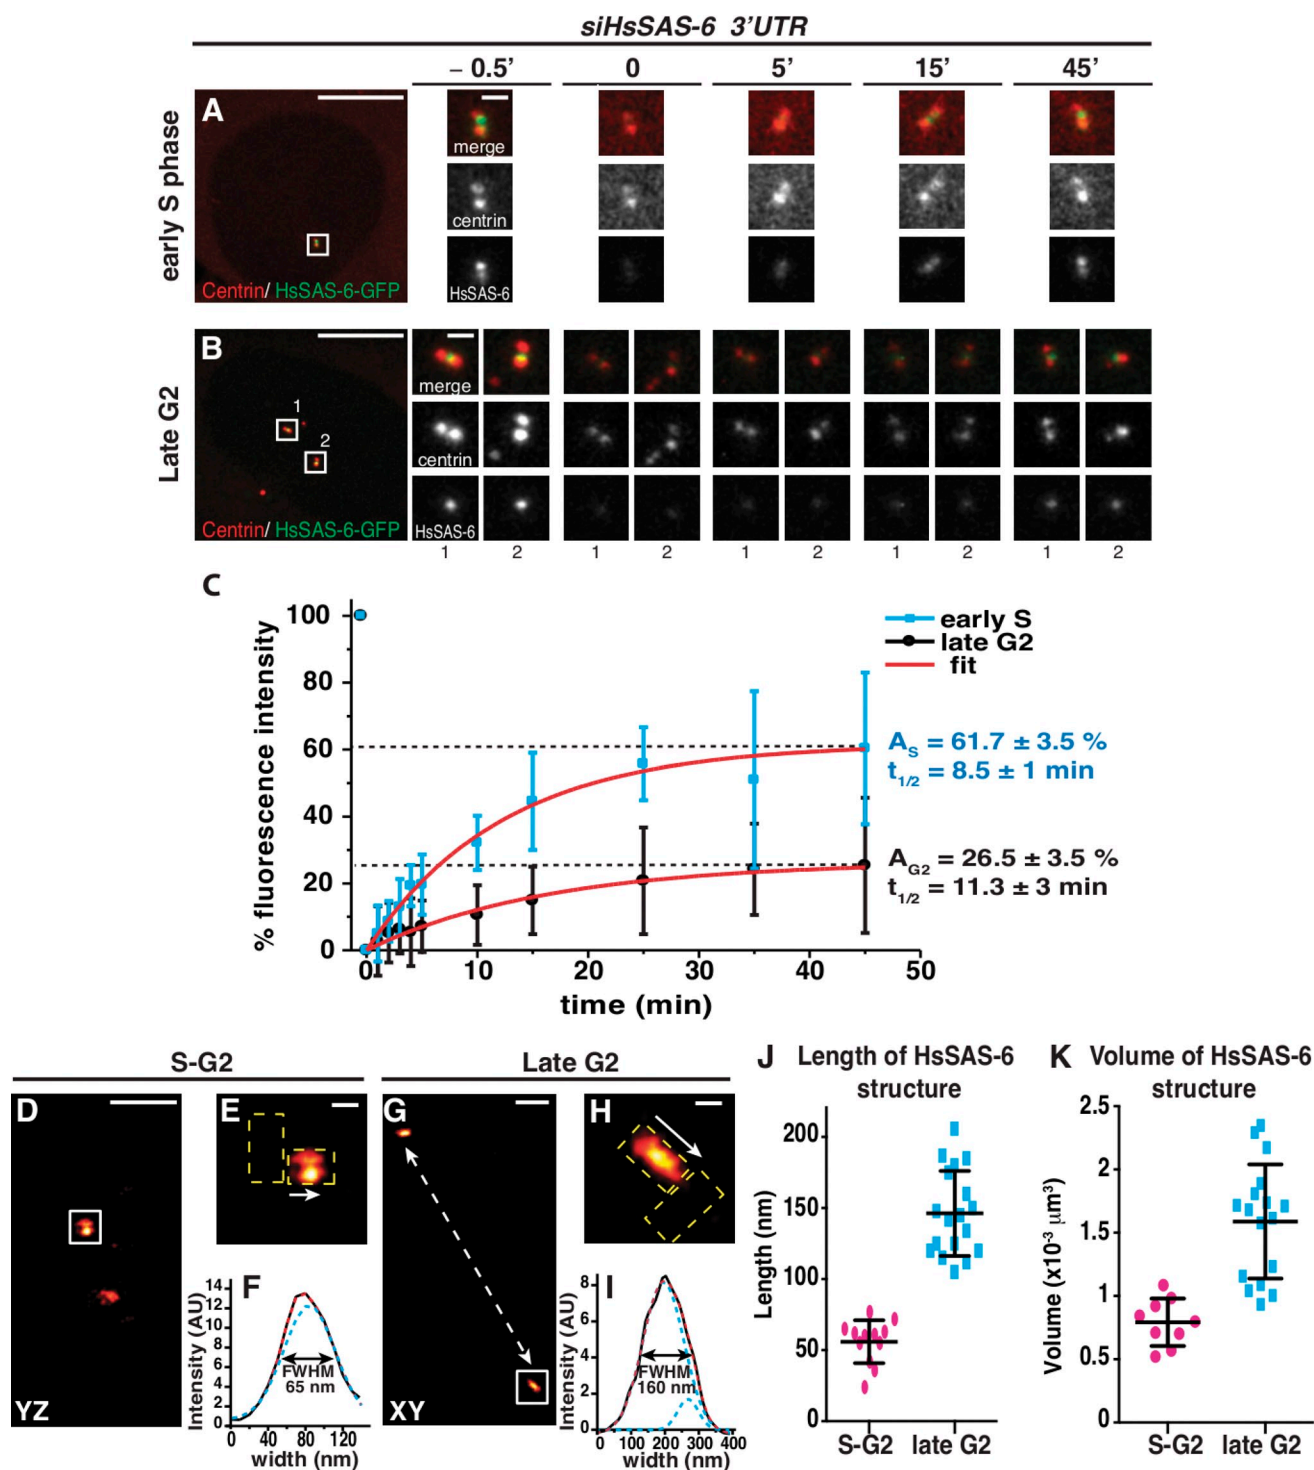 siHsSAS-6 3'UTR
– 0.5' 0 5' 15' 45'
early S phase
A
merge
centrin
HsSAS-6
Centrin/ HsSAS-6-GFP
Late G2
B
1
2
merge
centrin
HsSAS-6
Centrin/ HsSAS-6-GFP
1 2 1 2 1 2 1 2 1 2
C
% fluorescence intensity
100
80
60
40
20
0
0 10 20 30 40 50
time (min)
early S
late G2
fit
A_S = 61.7 ± 3.5 %
t_1/2 = 8.5 ± 1 min
A_G2 = 26.5 ± 3.5 %
t_1/2 = 11.3 ± 3 min
S-G2
Late G2
D
YZ
E
F
Intensity (AU)
14
12
10
8
6
4
2
0
FWHM
65 nm
0 40 80 120
width (nm)
G
XY
H
I
Intensity (AU)
8
6
4
2
0
FWHM
160 nm
0 100 200 300 400
width (nm)
J Length of HsSAS-6
structure
Length (nm)
200
150
100
50
0
S-G2 late G2
K Volume of HsSAS-6
structure
Volume (x10⁻³ µm³)
2.5
2
1.5
1
0.5
0
S-G2 late G2